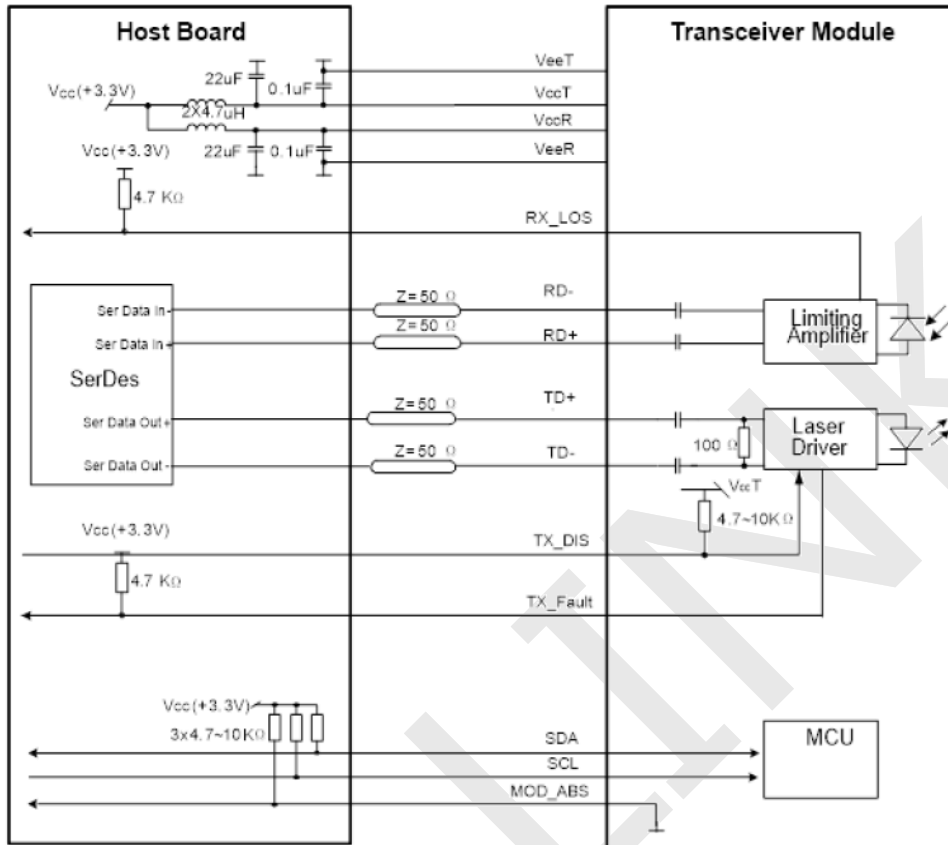 Host Board
Transceiver Module
VeeT
22uF
0.1uF
Vcc(+3.3V)
VccT
2X4.7uH
VccR
Vcc(+3.3V)
22uF
0.1uF
VeeR
4.7 KΩ
RX_LOS
Z=50 Ω
RD-
Ser Data In-
Limiting
Amplifier
Z=50 Ω
RD+
Ser Data In+
SerDes
Z=50 Ω
TD+
Ser Data Out+
Laser
Driver
100 Ω
Z=50 Ω
TD-
Ser Data Out-
VccT
4.7~10KΩ
Vcc(+3.3V)
TX_DIS
4.7 KΩ
TX_Fault
Vcc(+3.3V)
3x4.7~10KΩ
SDA
MCU
SCL
MOD_ABS
LINK